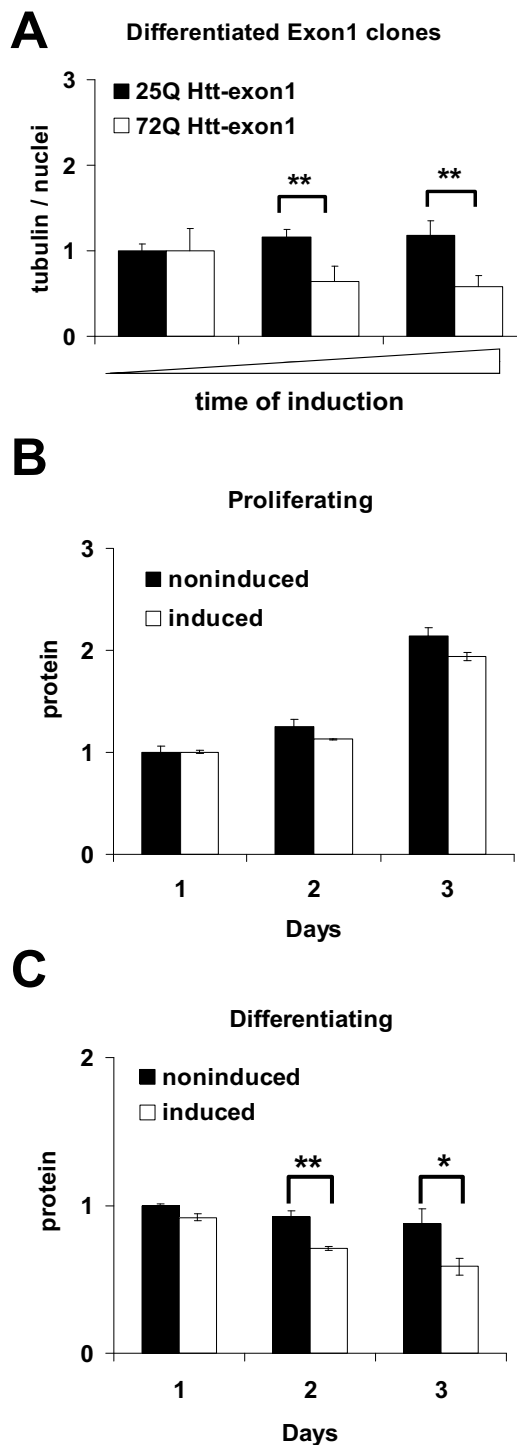 A
Differentiated Exon1 clones
25Q Htt-exon1
72Q Htt-exon1
tubulin / nuclei
3
2
1
0
**
**
time of induction
B
Proliferating
noninduced
induced
protein
3
2
1
0
1 2 3
Days
C
Differentiating
noninduced
induced
protein
2
1
0
**
*
1 2 3
Days